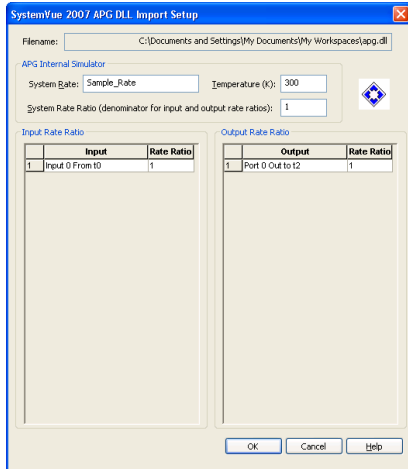 SystemVue 2007 APG DLL Import Setup
Filename: C:\Documents and Settings\My Documents\My Workspaces\apg.dll
APG Internal Simulator
System Rate: Sample_Rate Temperature (K): 300
System Rate Ratio (denominator for input and output rate ratios): 1
Input Rate Ratio
Input Rate Ratio
1 Input 0 From t0 1
Output Rate Ratio
Output Rate Ratio
1 Port 0 Out to t2 1
OK Cancel Help